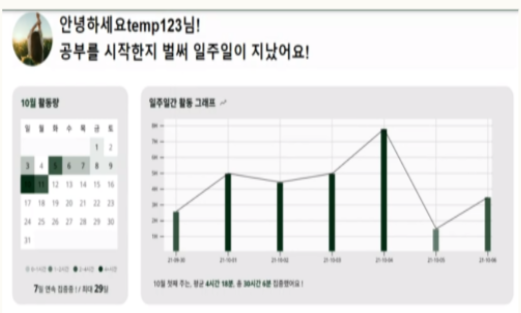 안녕하세요temp123님!
공부를 시작한지 벌써 일주일이 지났어요!
10월 활동량
일 월 화 수 목 금 토
1 2
3 4 5 6 7 8 9
12 13 14 15 16
17 18 19 20 21 22 23
24 25 26 27 28 29 30
31
7일 연속 집중중! / 최대 29일
일주일간 활동 그래프
8H
7H
6H
5H
4H
3H
2H
1H
21-09-30 21-10-01 21-10-02 21-10-03 21-10-04 21-10-05 21-10-06
10월 첫째 주는, 평균 4시간 18분, 총 30시간 6분 집중했어요!